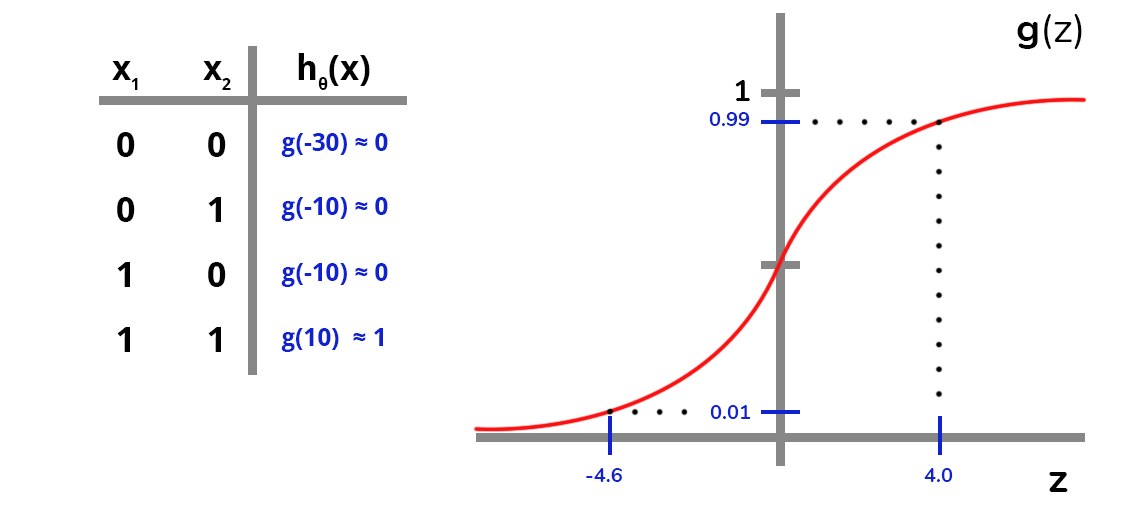 x₁ x₂ hθ(x)
0 0 g(-30) ≈ 0
0 1 g(-10) ≈ 0
1 0 g(-10) ≈ 0
1 1 g(10) ≈ 1
g(z)
1
0.99
0.01
-4.6 4.0
z